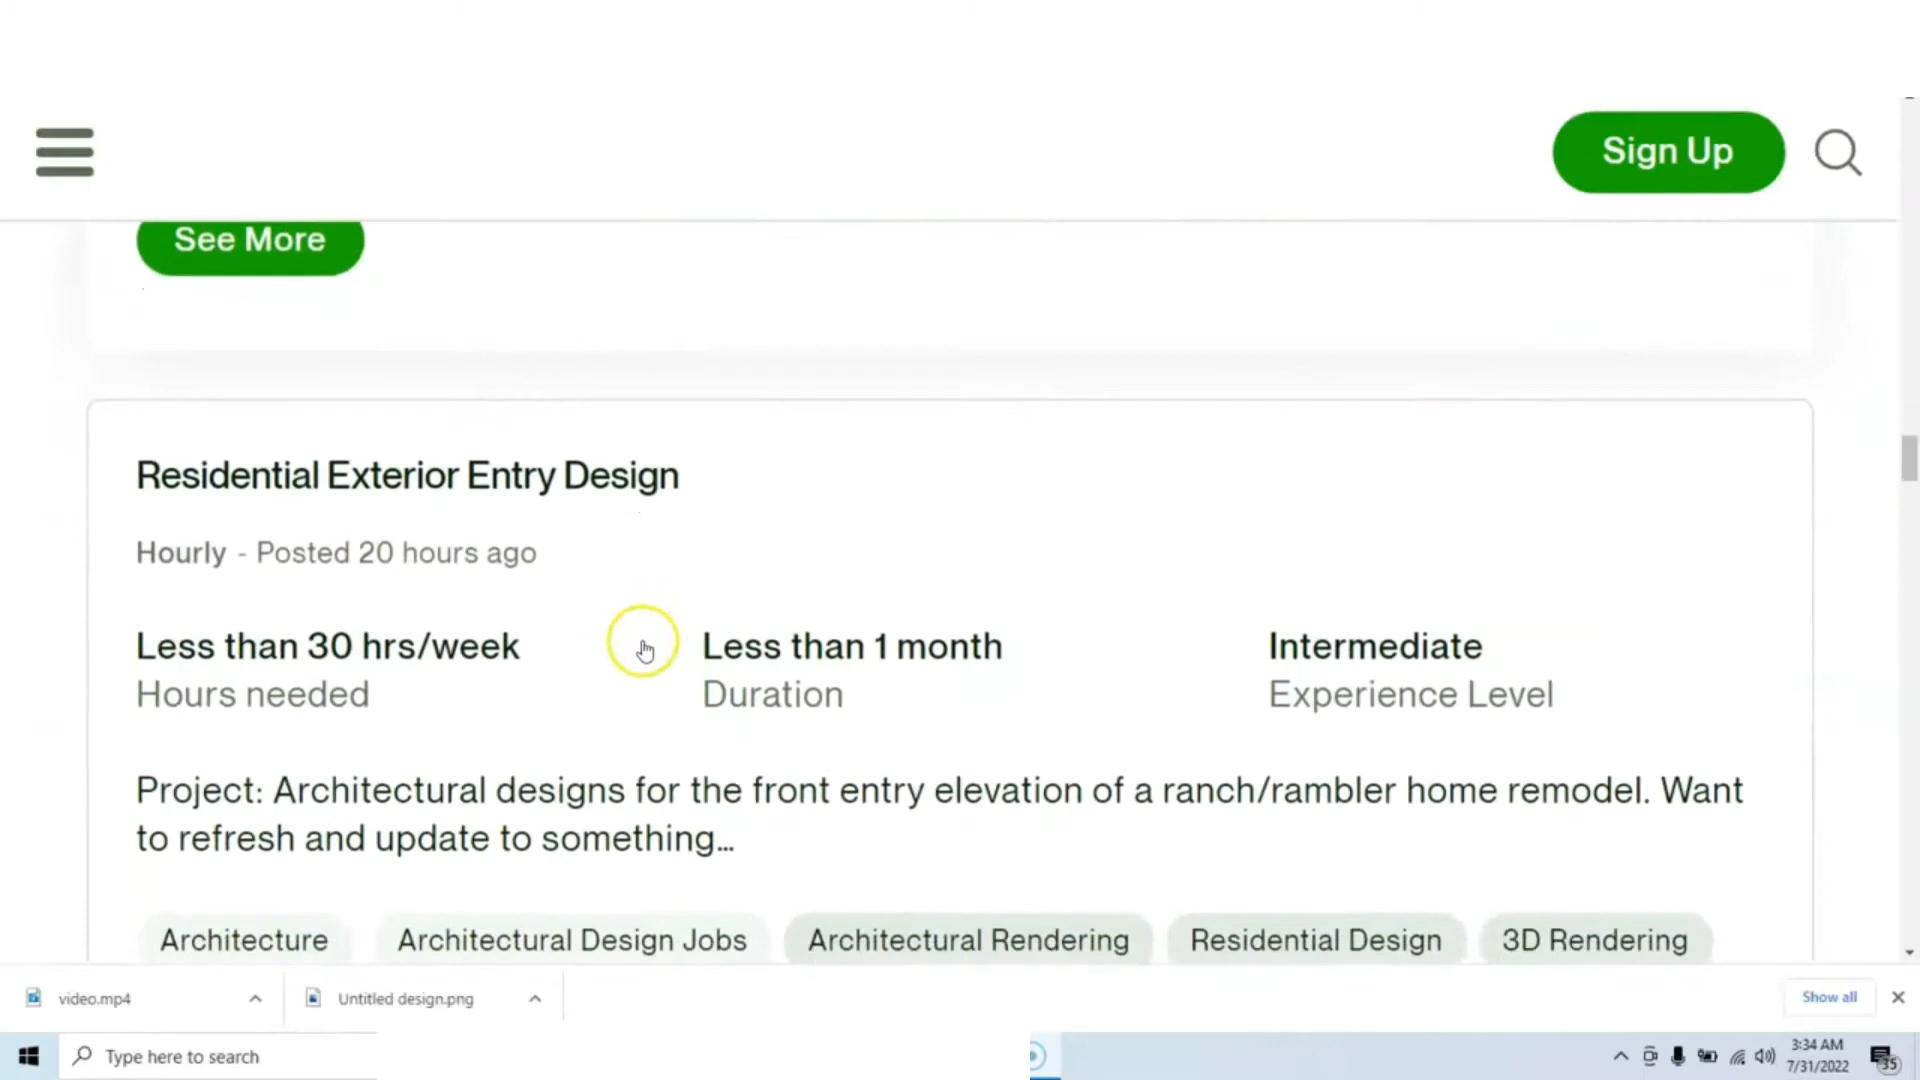 Sign Up
See More
Residential Exterior Entry Design
Hourly - Posted 20 hours ago
Less than 30 hrs/week
Hours needed
Less than 1 month
Duration
Intermediate
Experience Level
Project: Architectural designs for the front entry elevation of a ranch/rambler home remodel. Want
to refresh and update to something...
Architecture
Architectural Design Jobs
Architectural Rendering
Residential Design
3D Rendering
video.mp4
Untitled design.png
Show all
Type here to search
3:34 AM
7/31/2022
35